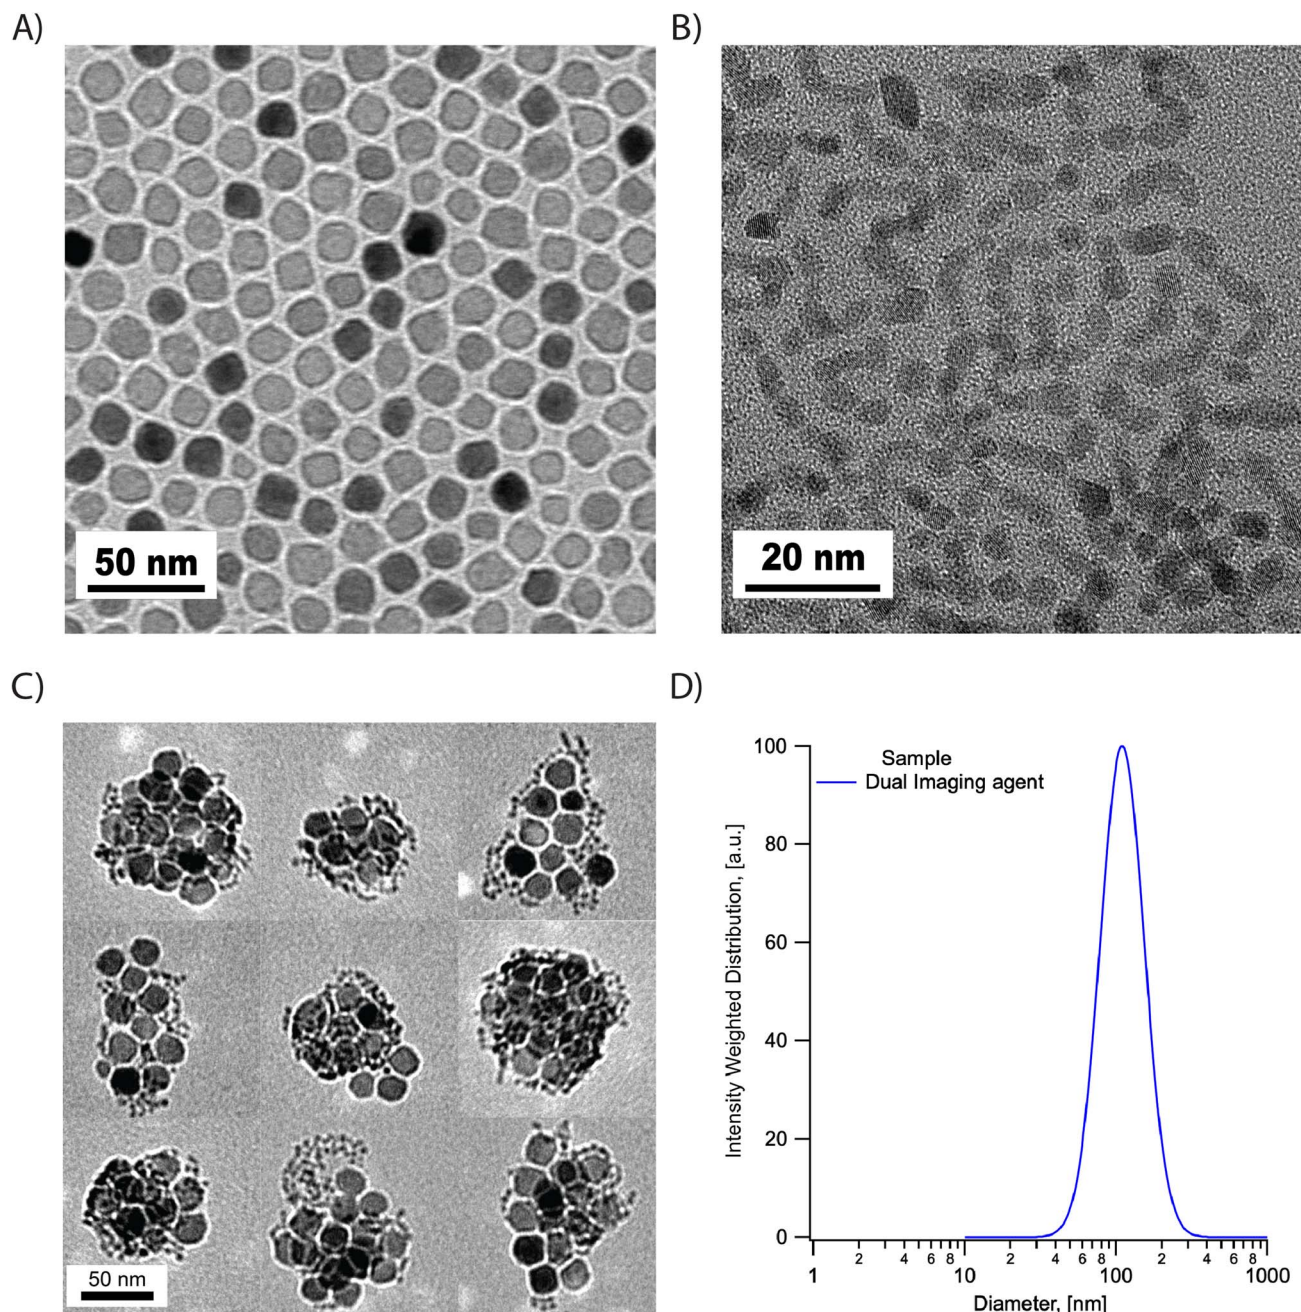 A)
B)
50 nm
20 nm
C)
D)
50 nm
100
80
60
40
20
0
Intensity Weighted Distribution, [a.u.]
Sample
Dual Imaging agent
1
2
4
6
8
10
2
4
6
8
100
2
4
6
8
1000
Diameter, [nm]